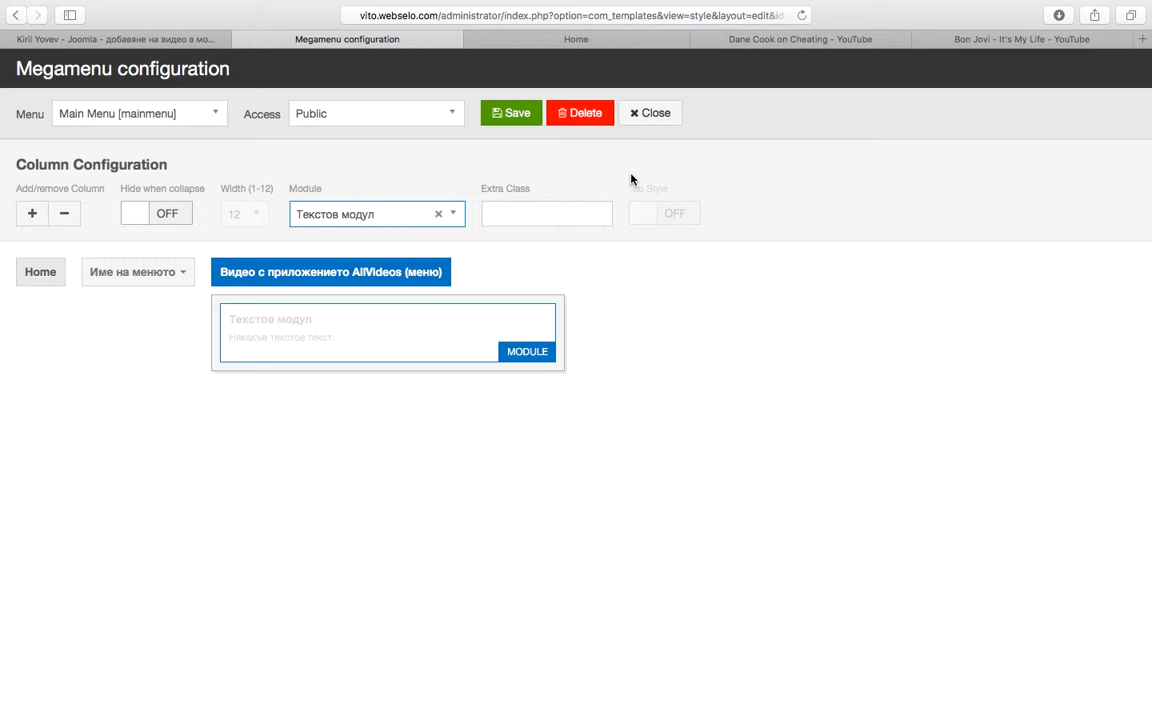 vito.webselo.com/administrator/index.php?option=com_templates&view=style&layout=edit&id
Kiril Yovev - Joomla - добавяне на видео в мо...
Megamenu configuration
Home
Dane Cook on Cheating - YouTube
Bon Jovi - It's My Life - YouTube
Megamenu configuration
Menu Main Menu [mainmenu] Access Public Save Delete Close
Column Configuration
Add/remove Column Hide when collapse Width (1-12) Module Extra Class Style
+ - OFF 12 Текстов модул OFF
Home Име на менюто Видео с приложението AllVideos (меню)
Текстов модул
Някакъв текстов текст.
MODULE